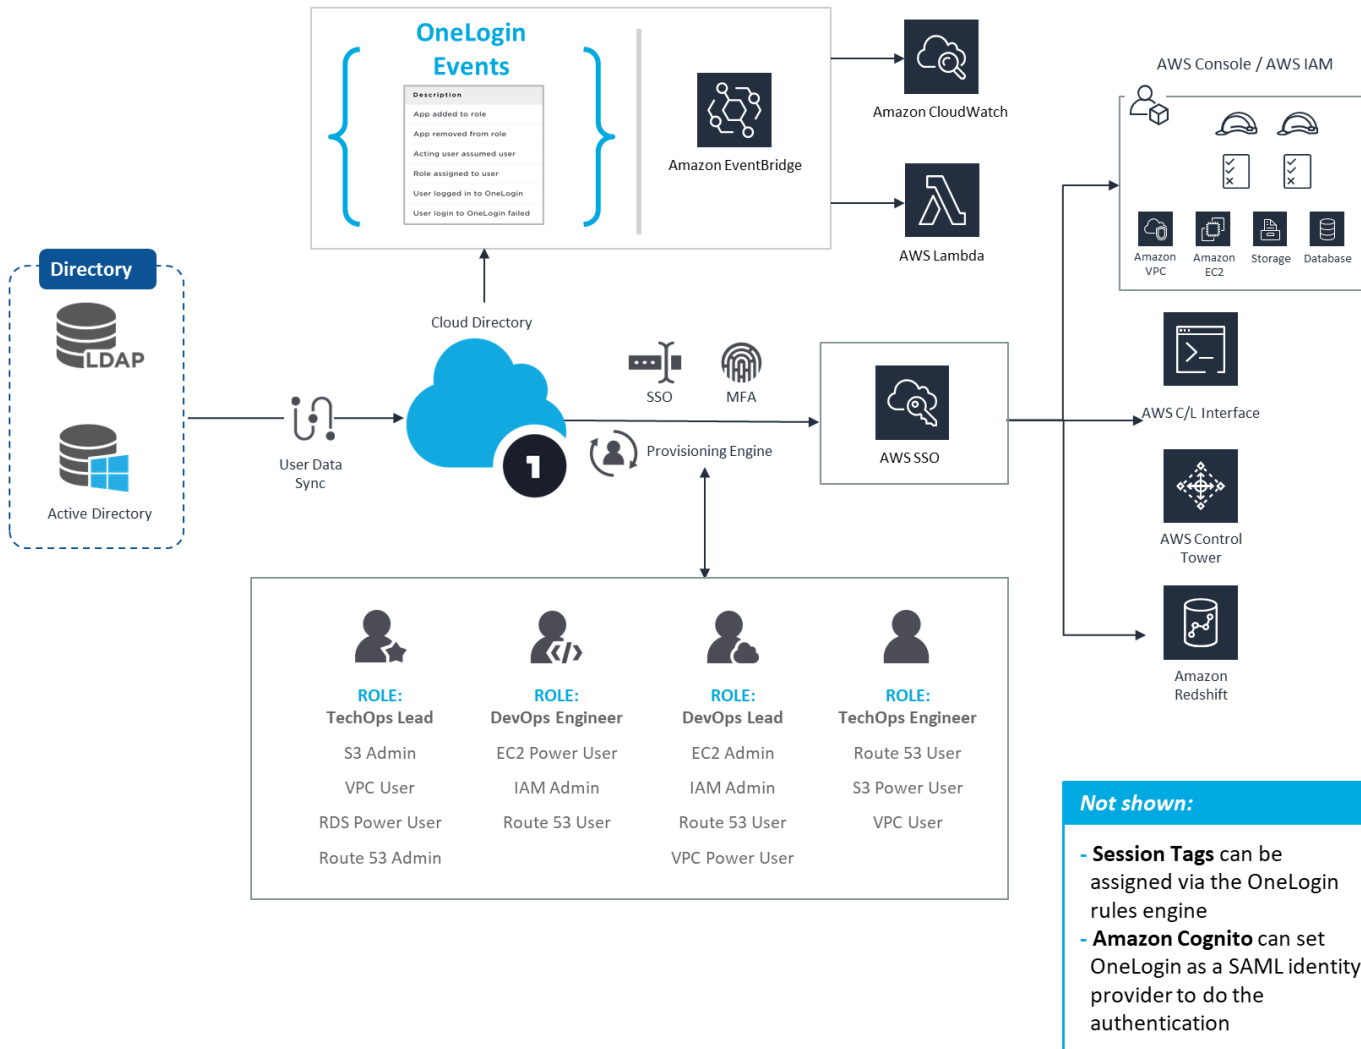 OneLogin
Events
Description
App added to role
App removed from role
Acting user assumed user
Role assigned to user
User logged in to OneLogin
User login to OneLogin failed
Amazon EventBridge
Amazon CloudWatch
AWS Lambda
AWS Console / AWS IAM
Amazon
VPC
Amazon
EC2
Storage
Database
Directory
LDAP
Active Directory
User Data
Sync
Cloud Directory
1
SSO
MFA
Provisioning Engine
AWS SSO
AWS C/L Interface
AWS Control
Tower
Amazon
Redshift
ROLE:
TechOps Lead
S3 Admin
VPC User
RDS Power User
Route 53 Admin
ROLE:
DevOps Engineer
EC2 Power User
IAM Admin
Route 53 User
ROLE:
DevOps Lead
EC2 Admin
IAM Admin
Route 53 User
VPC Power User
ROLE:
TechOps Engineer
Route 53 User
S3 Power User
VPC User
Not shown:
- Session Tags can be
assigned via the OneLogin
rules engine
- Amazon Cognito can set
OneLogin as a SAML identity
provider to do the
authentication